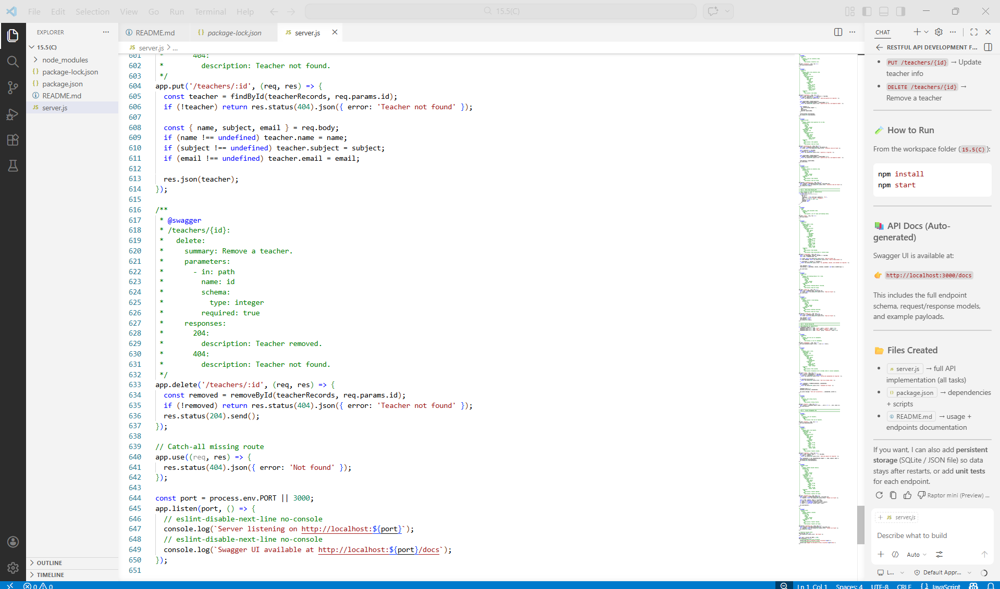 File Edit Selection View Go Run Terminal Help
15.5(C)
EXPLORER
15.5(C)
node_modules
package-lock.json
package.json
README.md
server.js
OUTLINE
TIMELINE
README.md
package-lock.json
server.js
server.js > ...
601 * 404:
602 * description: Teacher not found.
603 */
604 app.put('/teachers/:id', (req, res) => {
605 const teacher = findById(teacherRecords, req.params.id);
606 if (!teacher) return res.status(404).json({ error: 'Teacher not found' });
607
608 const { name, subject, email } = req.body;
609 if (name !== undefined) teacher.name = name;
610 if (subject !== undefined) teacher.subject = subject;
611 if (email !== undefined) teacher.email = email;
612
613 res.json(teacher);
614 });
615
616 /**
617 * @swagger
618 * /teachers/{id}:
619 * delete:
620 * summary: Remove a teacher.
621 * parameters:
622 * - in: path
623 * name: id
624 * schema:
625 * type: integer
626 * required: true
627 * responses:
628 * 204:
629 * description: Teacher removed.
630 * 404:
631 * description: Teacher not found.
632 */
633 app.delete('/teachers/:id', (req, res) => {
634 const removed = removeById(teacherRecords, req.params.id);
635 if (!removed) return res.status(404).json({ error: 'Teacher not found' });
636 res.status(204).send();
637 });
638
639 // Catch-all missing route
640 app.use((req, res) => {
641 res.status(404).json({ error: 'Not found' });
642 });
643
644 const port = process.env.PORT || 3000;
645 app.listen(port, () => {
646 // eslint-disable-next-line no-console
647 console.log(`Server listening on http://localhost:${port}`);
648 // eslint-disable-next-line no-console
649 console.log(`Swagger UI available at http://localhost:${port}/docs`);
650 });
651
CHAT
RESTFUL API DEVELOPMENT F...
• PUT /teachers/{id} → Update
teacher info
• DELETE /teachers/{id} →
Remove a teacher
🧪 How to Run
From the workspace folder (15.5(C)):
npm install
npm start
📚 API Docs (Auto-
generated)
Swagger UI is available at:
👉 http://localhost:3000/docs
This includes the full endpoint
schema, request/response models,
and example payloads.
📂 Files Created
• server.js → full API
implementation (all tasks)
• package.json → dependencies
+ scripts
• README.md → usage +
endpoints documentation
If you want, I can also add persistent
storage (SQLite / JSON file) so data
stays after restarts, or add unit tests
for each endpoint.
Raptor mini (Preview) ...
+ JS server.js
Describe what to build
Auto
L... Default Appr...
0 0 Ln 1, Col 1 Spaces: 4 UTF-8 CRLF {} JavaScript